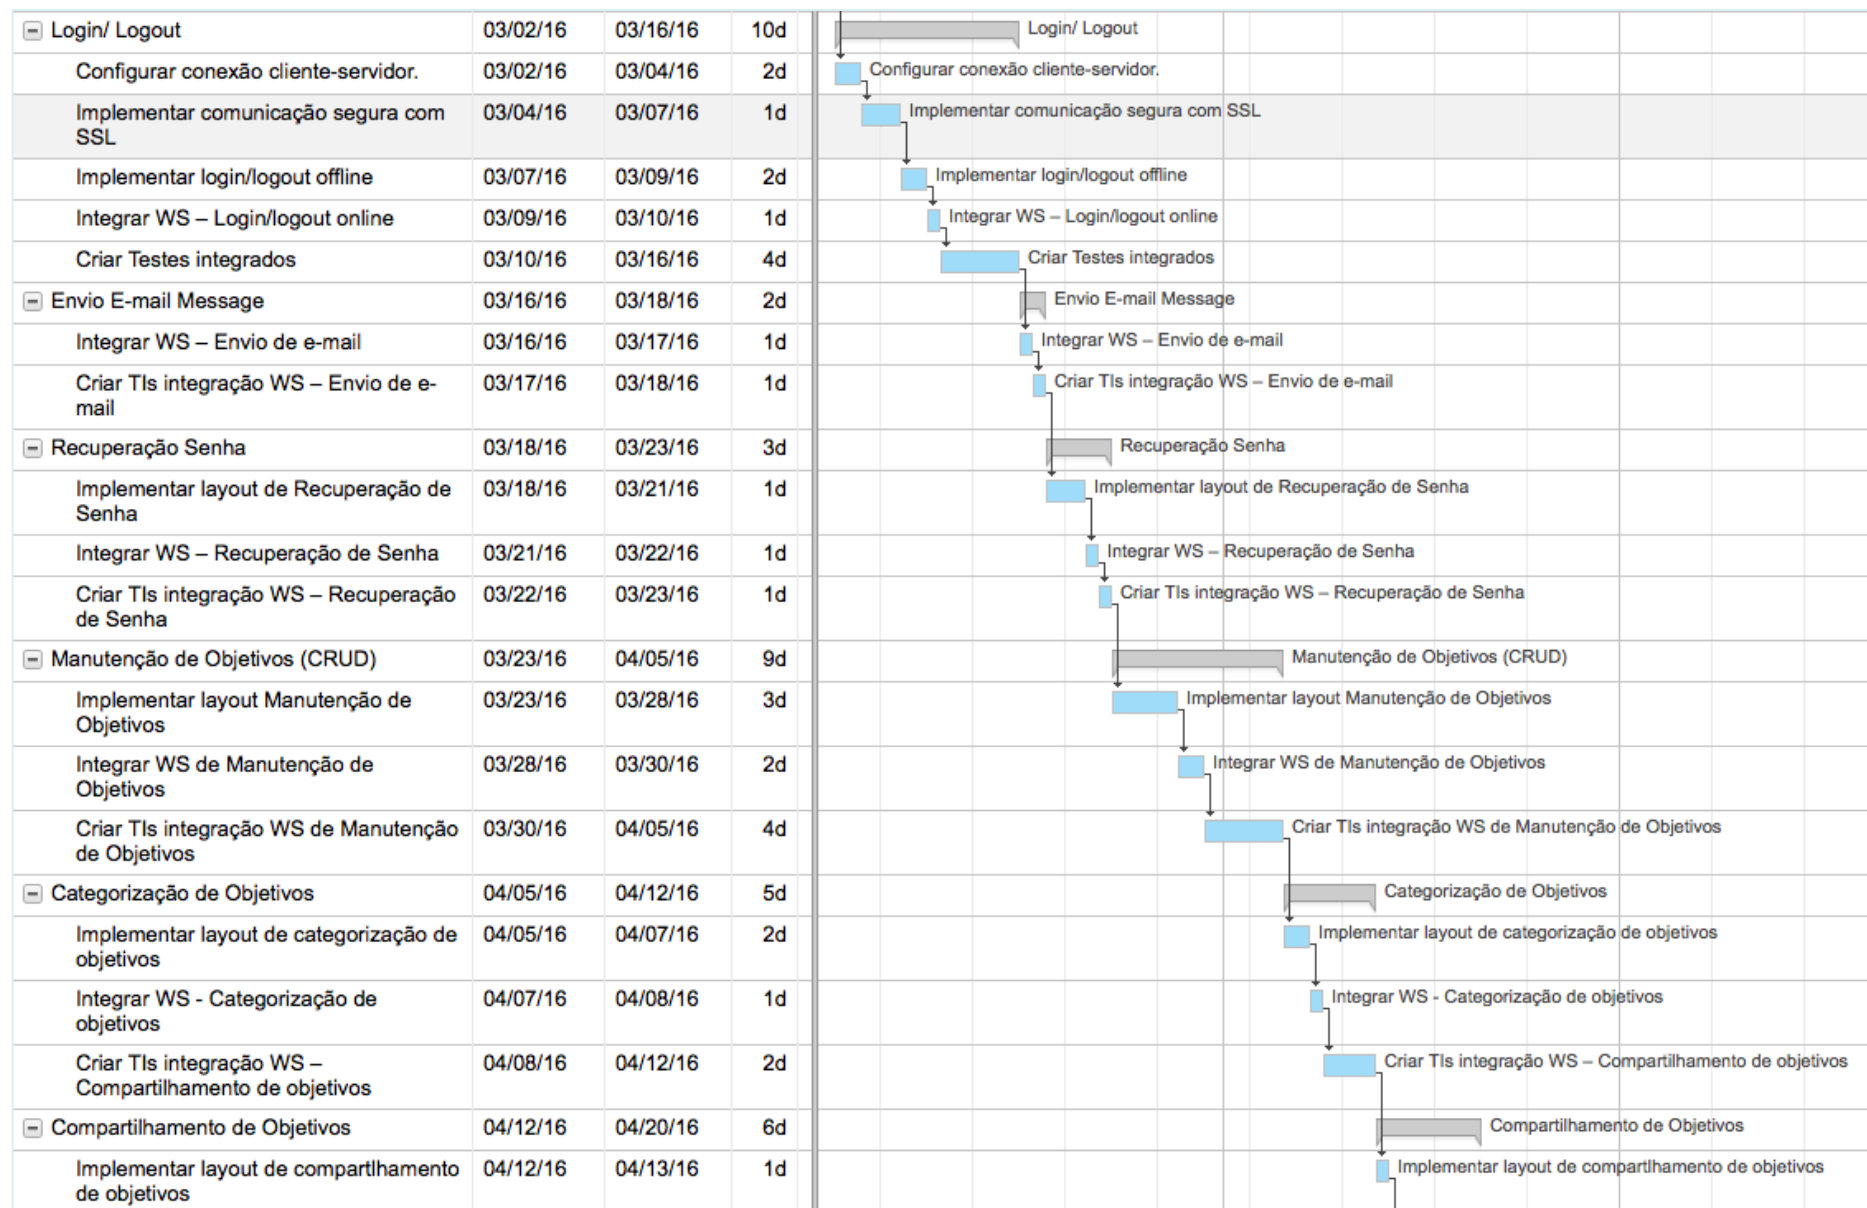 Login/ Logout 03/02/16 03/16/16 10d Login/ Logout
Configurar conexão cliente-servidor. 03/02/16 03/04/16 2d Configurar conexão cliente-servidor.
Implementar comunicação segura com 03/04/16 03/07/16 1d Implementar comunicação segura com SSL
SSL
Implementar login/logout offline 03/07/16 03/09/16 2d Implementar login/logout offline
Integrar WS – Login/logout online 03/09/16 03/10/16 1d Integrar WS – Login/logout online
Criar Testes integrados 03/10/16 03/16/16 4d Criar Testes integrados
Envio E-mail Message 03/16/16 03/18/16 2d Envio E-mail Message
Integrar WS – Envio de e-mail 03/16/16 03/17/16 1d Integrar WS – Envio de e-mail
Criar TIs integração WS – Envio de e- 03/17/16 03/18/16 1d Criar TIs integração WS – Envio de e-mail
mail
Recuperação Senha 03/18/16 03/23/16 3d Recuperação Senha
Implementar layout de Recuperação de 03/18/16 03/21/16 1d Implementar layout de Recuperação de Senha
Senha
Integrar WS – Recuperação de Senha 03/21/16 03/22/16 1d Integrar WS – Recuperação de Senha
Criar TIs integração WS – Recuperação 03/22/16 03/23/16 1d Criar TIs integração WS – Recuperação de Senha
de Senha
Manutenção de Objetivos (CRUD) 03/23/16 04/05/16 9d Manutenção de Objetivos (CRUD)
Implementar layout Manutenção de 03/23/16 03/28/16 3d Implementar layout Manutenção de Objetivos
Objetivos
Integrar WS de Manutenção de 03/28/16 03/30/16 2d Integrar WS de Manutenção de Objetivos
Objetivos
Criar TIs integração WS de Manutenção 03/30/16 04/05/16 4d Criar TIs integração WS de Manutenção de Objetivos
de Objetivos
Categorização de Objetivos 04/05/16 04/12/16 5d Categorização de Objetivos
Implementar layout de categorização de 04/05/16 04/07/16 2d Implementar layout de categorização de objetivos
objetivos
Integrar WS - Categorização de 04/07/16 04/08/16 1d Integrar WS - Categorização de objetivos
objetivos
Criar TIs integração WS – 04/08/16 04/12/16 2d Criar TIs integração WS – Compartilhamento de objetivos
Compartilhamento de objetivos
Compartilhamento de Objetivos 04/12/16 04/20/16 6d Compartilhamento de Objetivos
Implementar layout de compartlhamento 04/12/16 04/13/16 1d Implementar layout de compartlhamento de objetivos
de objetivos